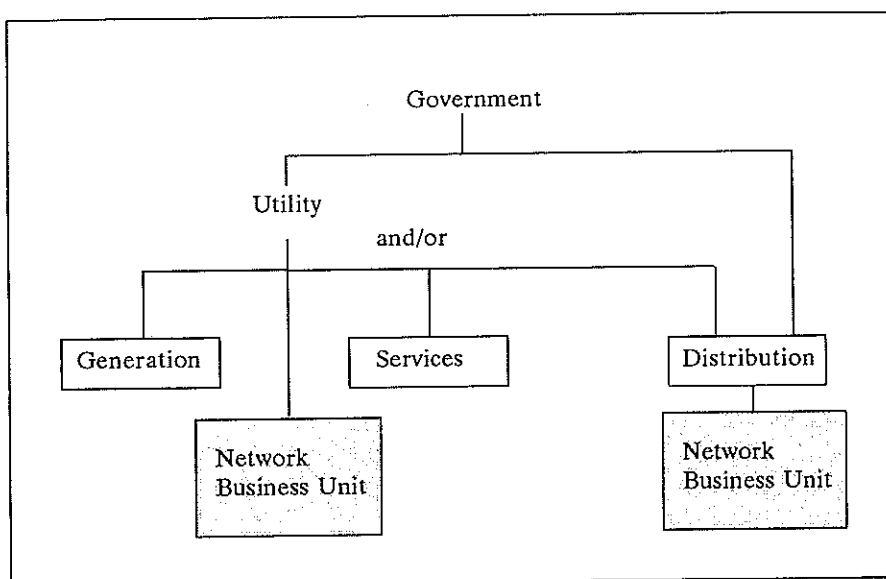 Government
Utility
and/or
Generation
Services
Distribution
Network
Business Unit
Network
Business Unit